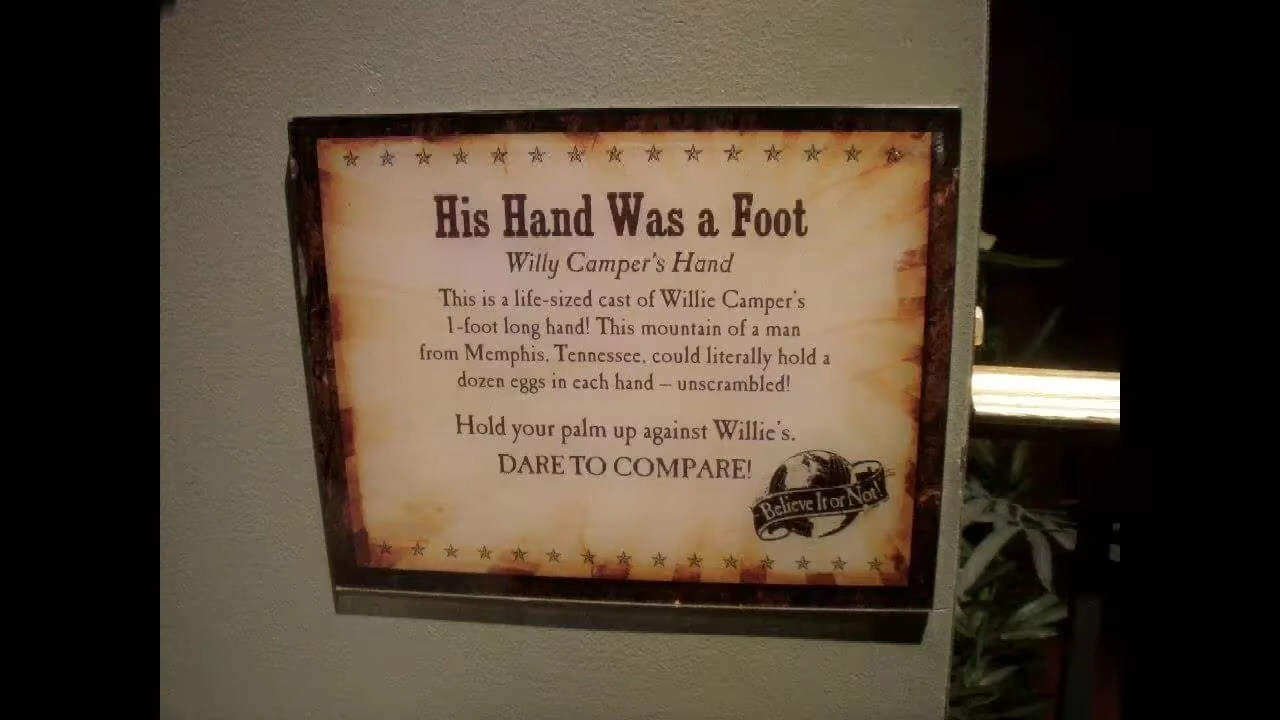 His Hand Was a Foot
Willy Camper's Hand
This is a life-sized cast of Willie Camper's
1-foot long hand! This mountain of a man
from Memphis, Tennessee, could literally hold a
dozen eggs in each hand – unscrambled!
Hold your palm up against Willie's.
DARE TO COMPARE!
Believe It or Not!